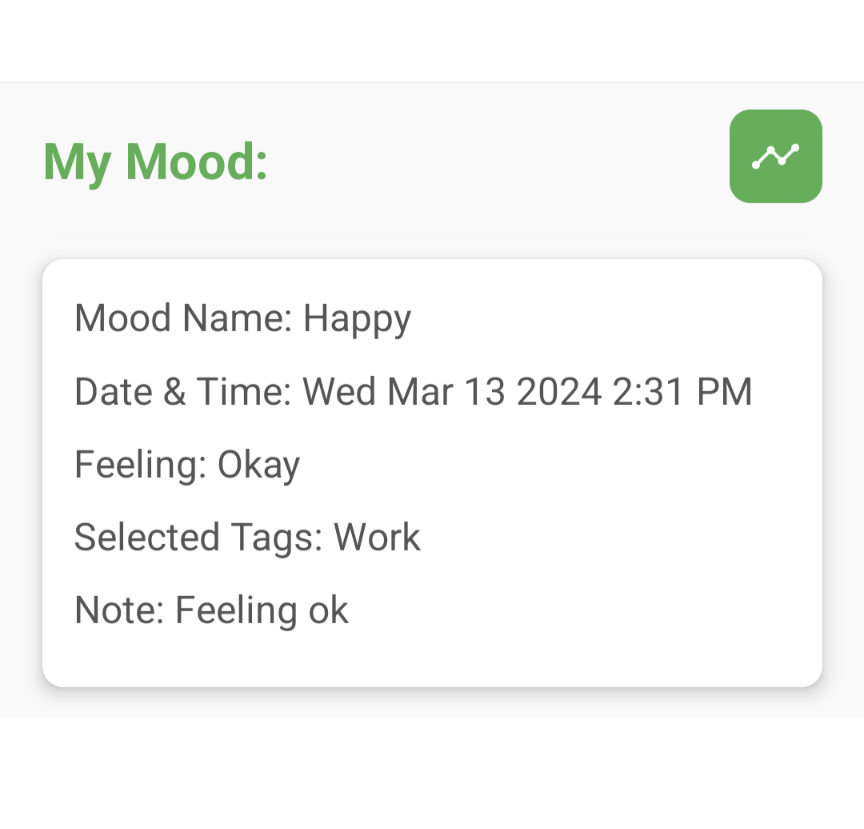 My Mood:
Mood Name: Happy
Date & Time: Wed Mar 13 2024 2:31 PM
Feeling: Okay
Selected Tags: Work
Note: Feeling ok